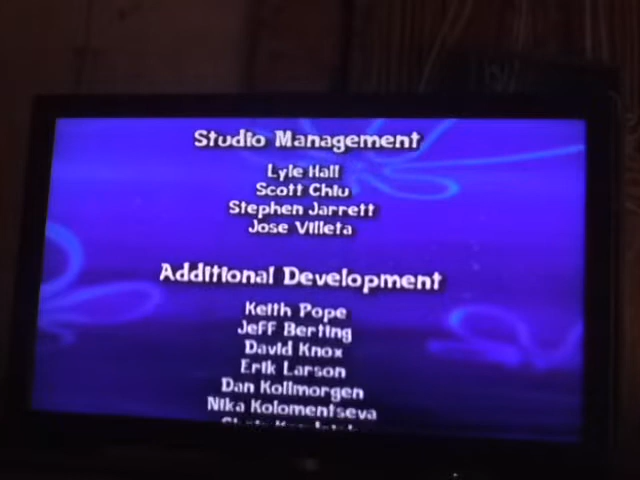 Studio Management
Lyle Hall
Scott Chiu
Stephen Jarrett
Jose Villeta
Additional Development
Keith Pope
Jeff Berting
David Knox
Erik Larson
Dan Kollmorgen
Nika Kolomentseva